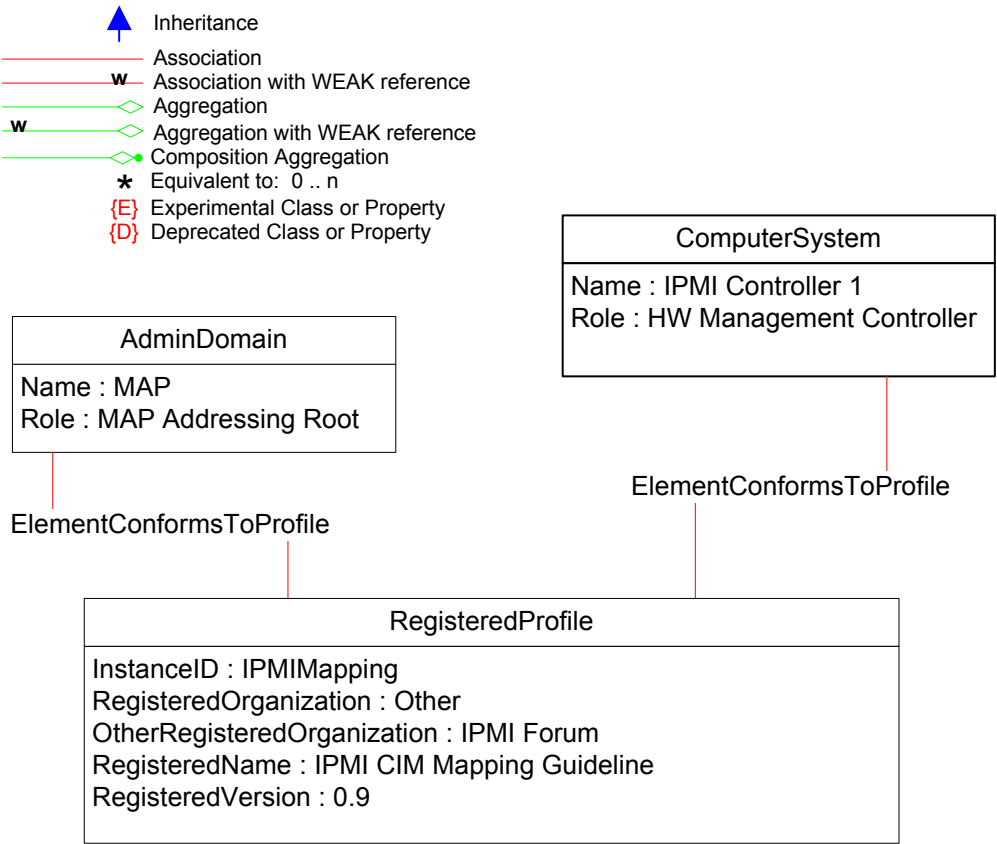 Inheritance
Association
w Association with WEAK reference
Aggregation
w Aggregation with WEAK reference
Composition Aggregation
* Equivalent to: 0 .. n
{E} Experimental Class or Property
{D} Deprecated Class or Property
ComputerSystem
Name : IPMI Controller 1
Role : HW Management Controller
AdminDomain
Name : MAP
Role : MAP Addressing Root
ElementConformsToProfile
ElementConformsToProfile
RegisteredProfile
InstanceID : IPMIMapping
RegisteredOrganization : Other
OtherRegisteredOrganization : IPMI Forum
RegisteredName : IPMI CIM Mapping Guideline
RegisteredVersion : 0.9